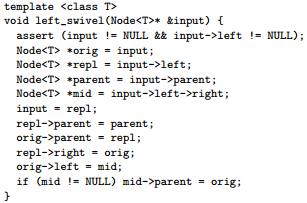 template <class T>
void left_swivel(Node<T>* &input) {
  assert (input != NULL && input->left != NULL);
  Node<T> *orig = input;
  Node<T> *repl = input->left;
  Node<T> *parent = input->parent;
  Node<T> *mid = input->left->right;
  input = repl;
  repl->parent = parent;
  orig->parent = repl;
  repl->right = orig;
  orig->left = mid;
  if (mid != NULL) mid->parent = orig;
}